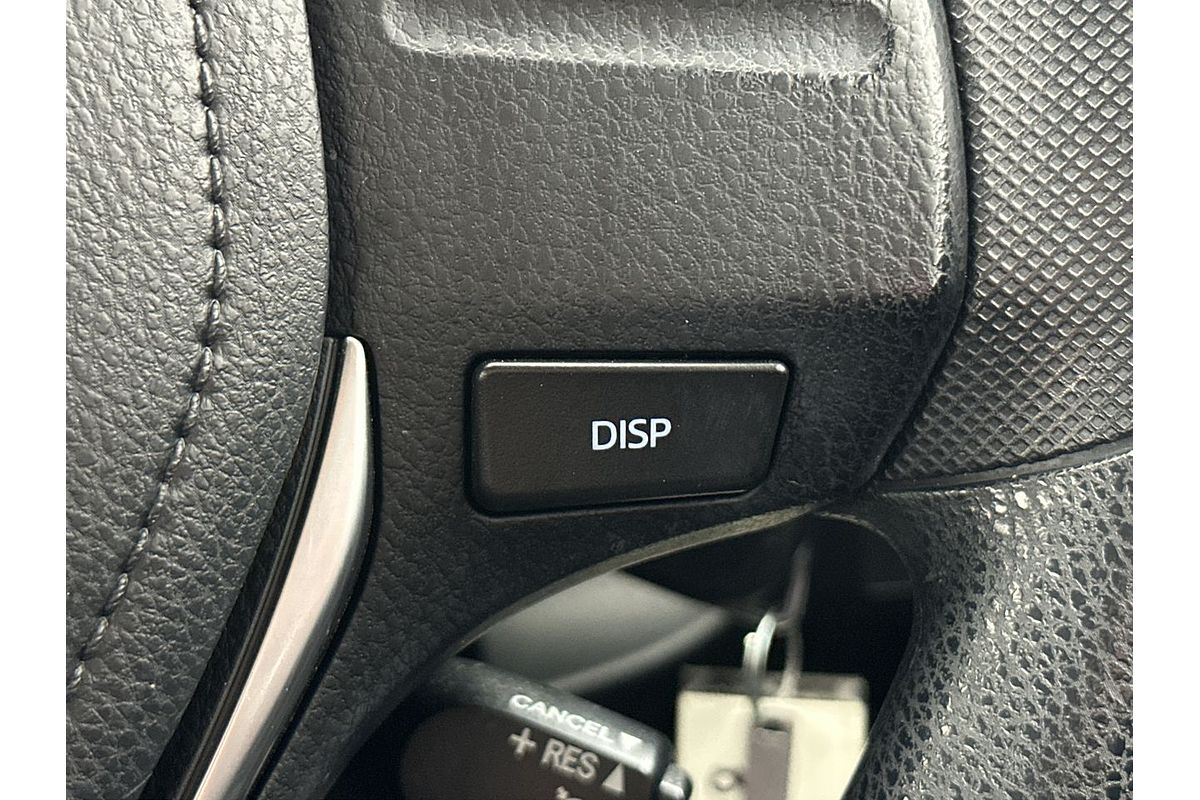 DISP
CANCEL▼
+ RES ▲